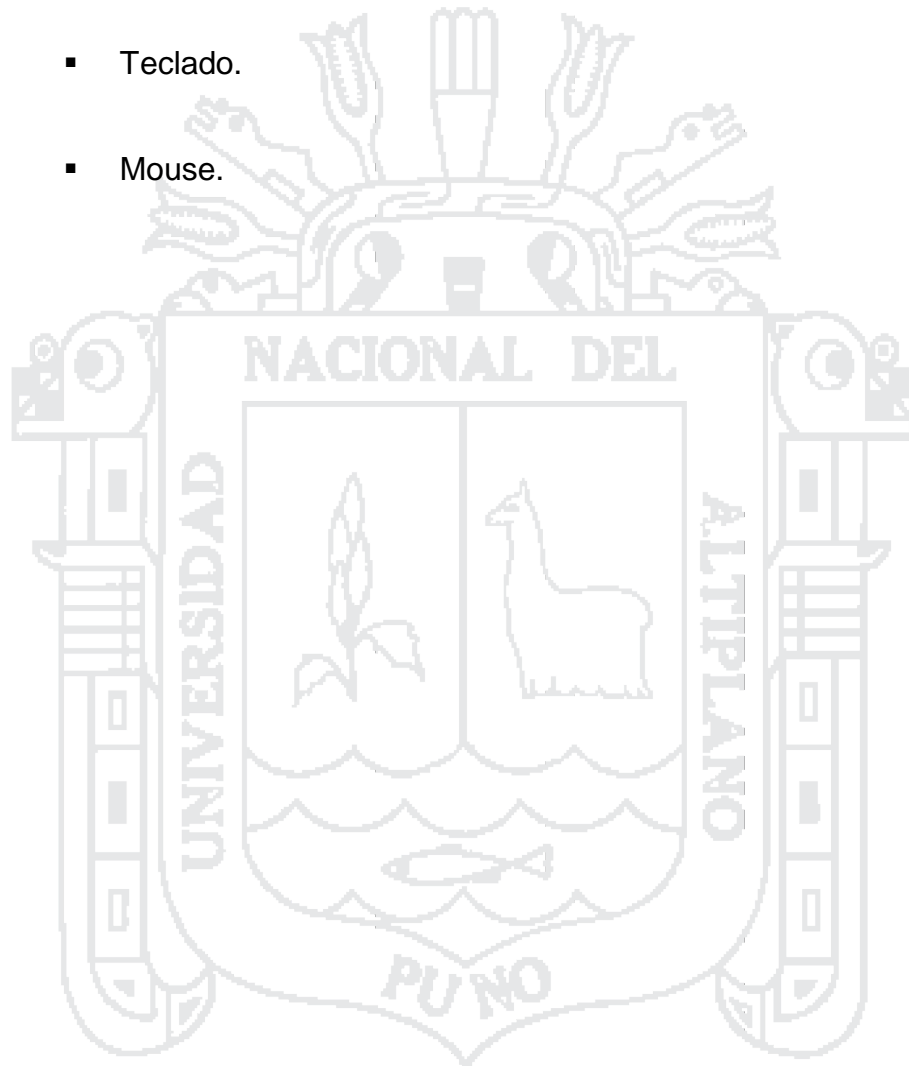 ▪ Teclado.
▪ Mouse.
NACIONAL DEL
UNIVERSIDAD
ALTIPLANO
PUNO